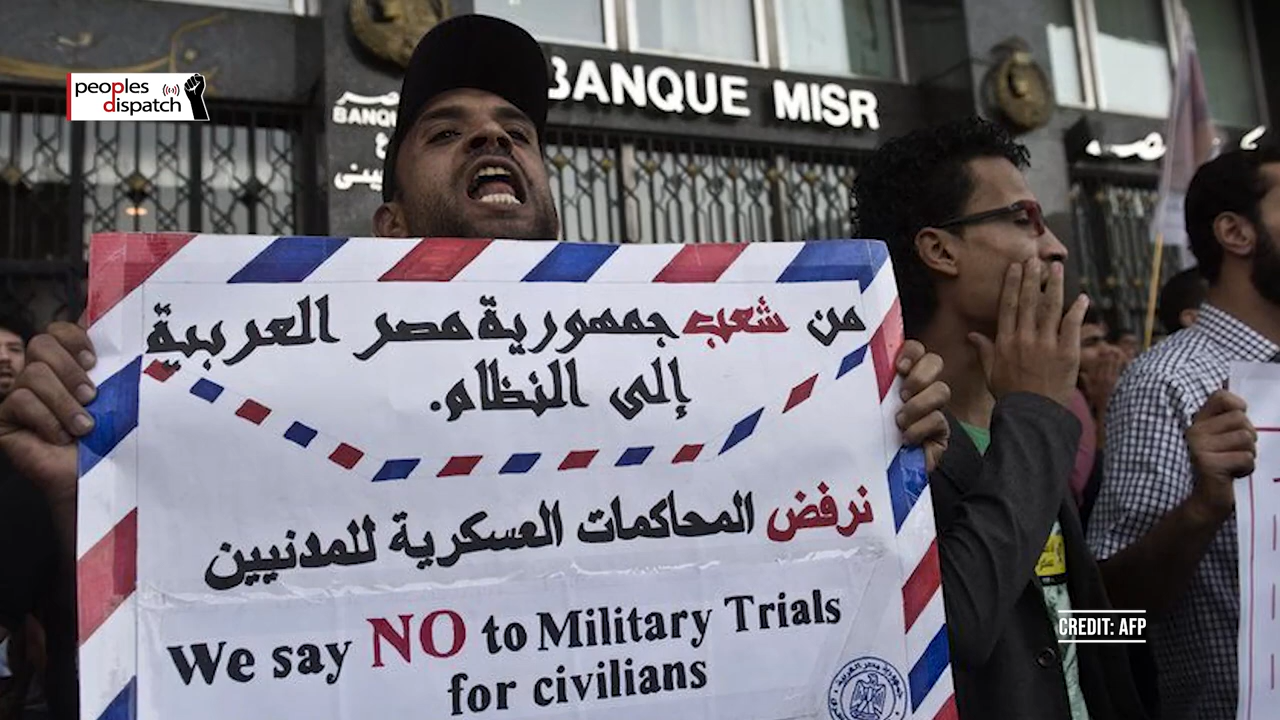 peoples
dispatch
BANQUE MISR
BANQU
من شعب جمهورية مصر العربية
إلى النظام.
نرفض المحاكمات العسكرية للمدنيين
We say NO to Military Trials
for civilians
CREDIT: AFP